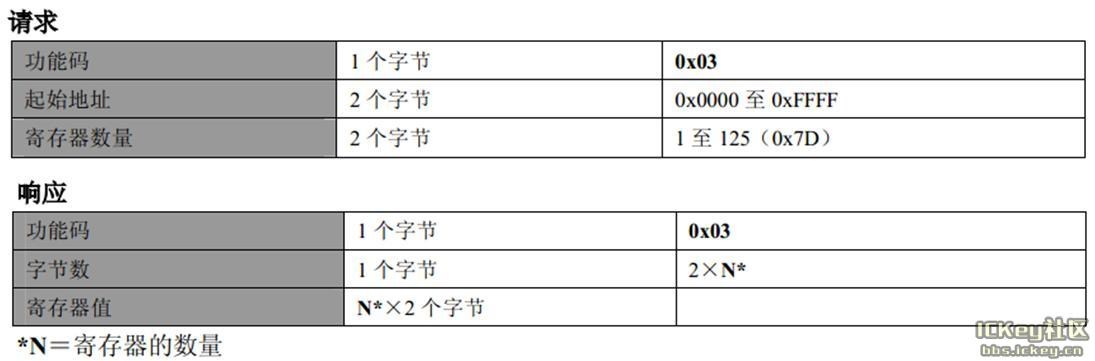 请求
功能码 1 个字节 0x03
起始地址 2 个字节 0x0000 至 0xFFFF
寄存器数量 2 个字节 1 至 125（0x7D）
响应
功能码 1 个字节 0x03
字节数 1 个字节 2×N*
寄存器值 N*×2 个字节
*N＝寄存器的数量
ICKey社区
bbs.ickey.cn